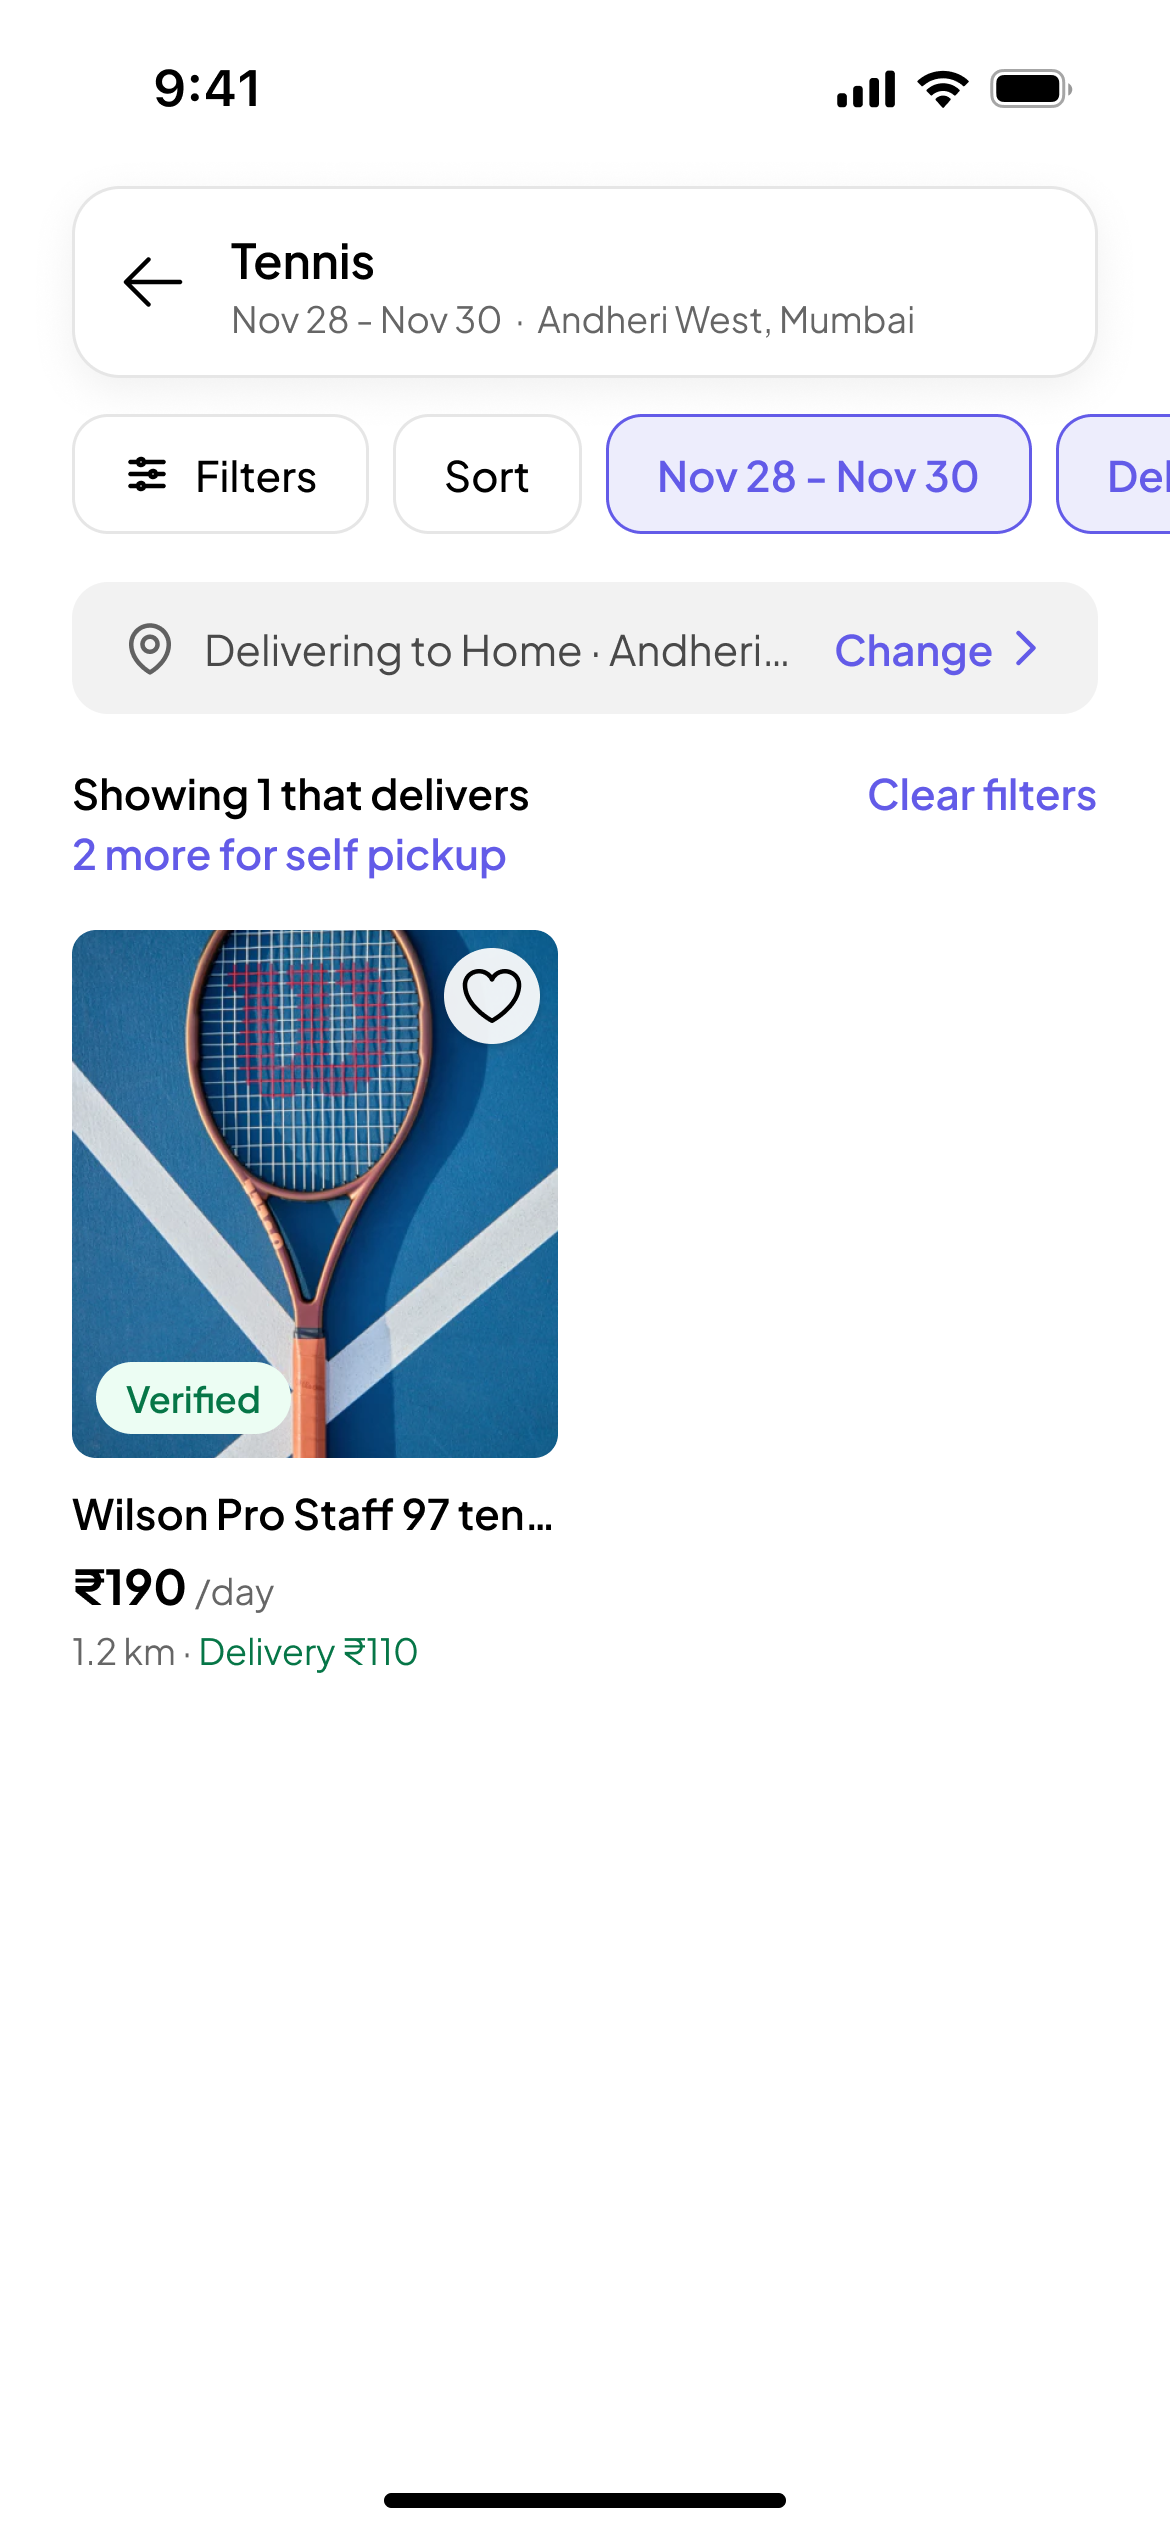 9:41
Tennis
Nov 28 - Nov 30 · Andheri West, Mumbai
Filters
Sort
Nov 28 - Nov 30
Delivering to Home · Andheri...
Change
Showing 1 that delivers
Clear filters
2 more for self pickup
Verified
Wilson Pro Staff 97 ten...
₹190 /day
1.2 km · Delivery ₹110